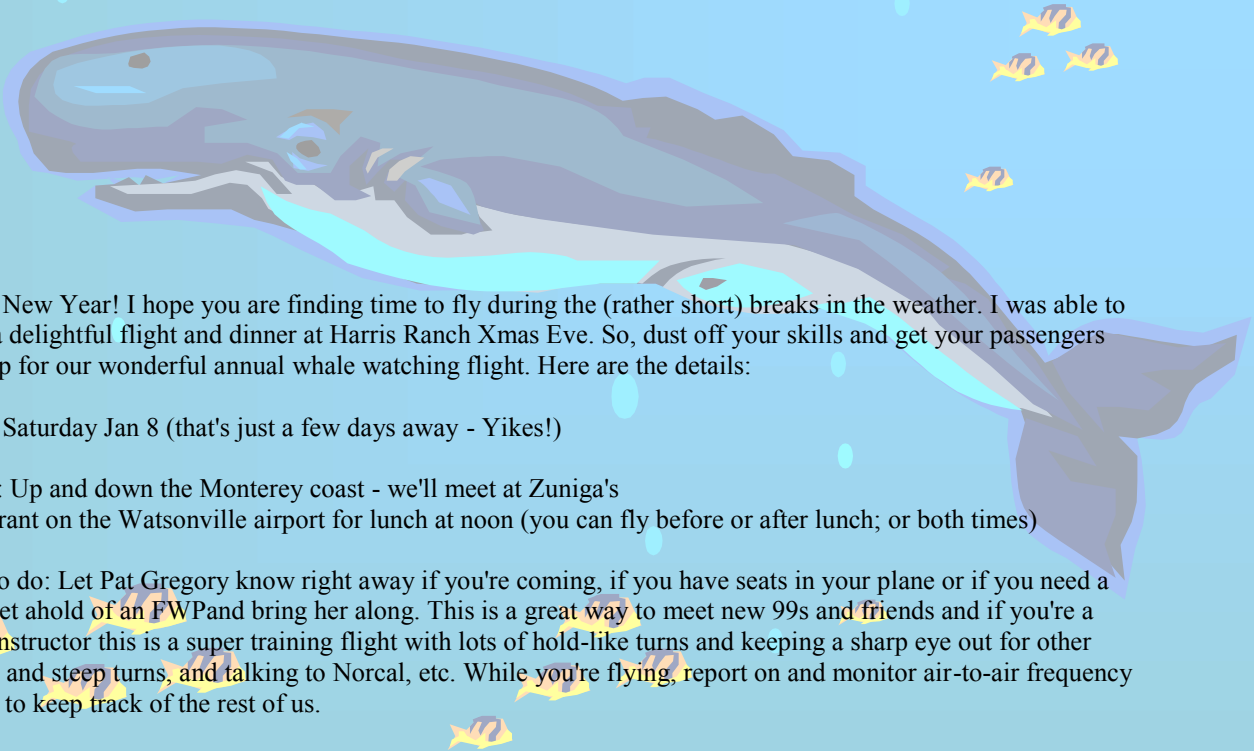 New Year! I hope you are finding time to fly during the (rather short) breaks in the weather. I was able to
a delightful flight and dinner at Harris Ranch Xmas Eve. So, dust off your skills and get your passengers
p for our wonderful annual whale watching flight. Here are the details:
Saturday Jan 8 (that's just a few days away - Yikes!)
: Up and down the Monterey coast - we'll meet at Zuniga's
rant on the Watsonville airport for lunch at noon (you can fly before or after lunch; or both times)
o do: Let Pat Gregory know right away if you're coming, if you have seats in your plane or if you need a
et ahold of an FWPand bring her along. This is a great way to meet new 99s and friends and if you're a
nstructor this is a super training flight with lots of hold-like turns and keeping a sharp eye out for other
and steep turns, and talking to Norcal, etc. While you're flying, report on and monitor air-to-air frequency
to keep track of the rest of us.